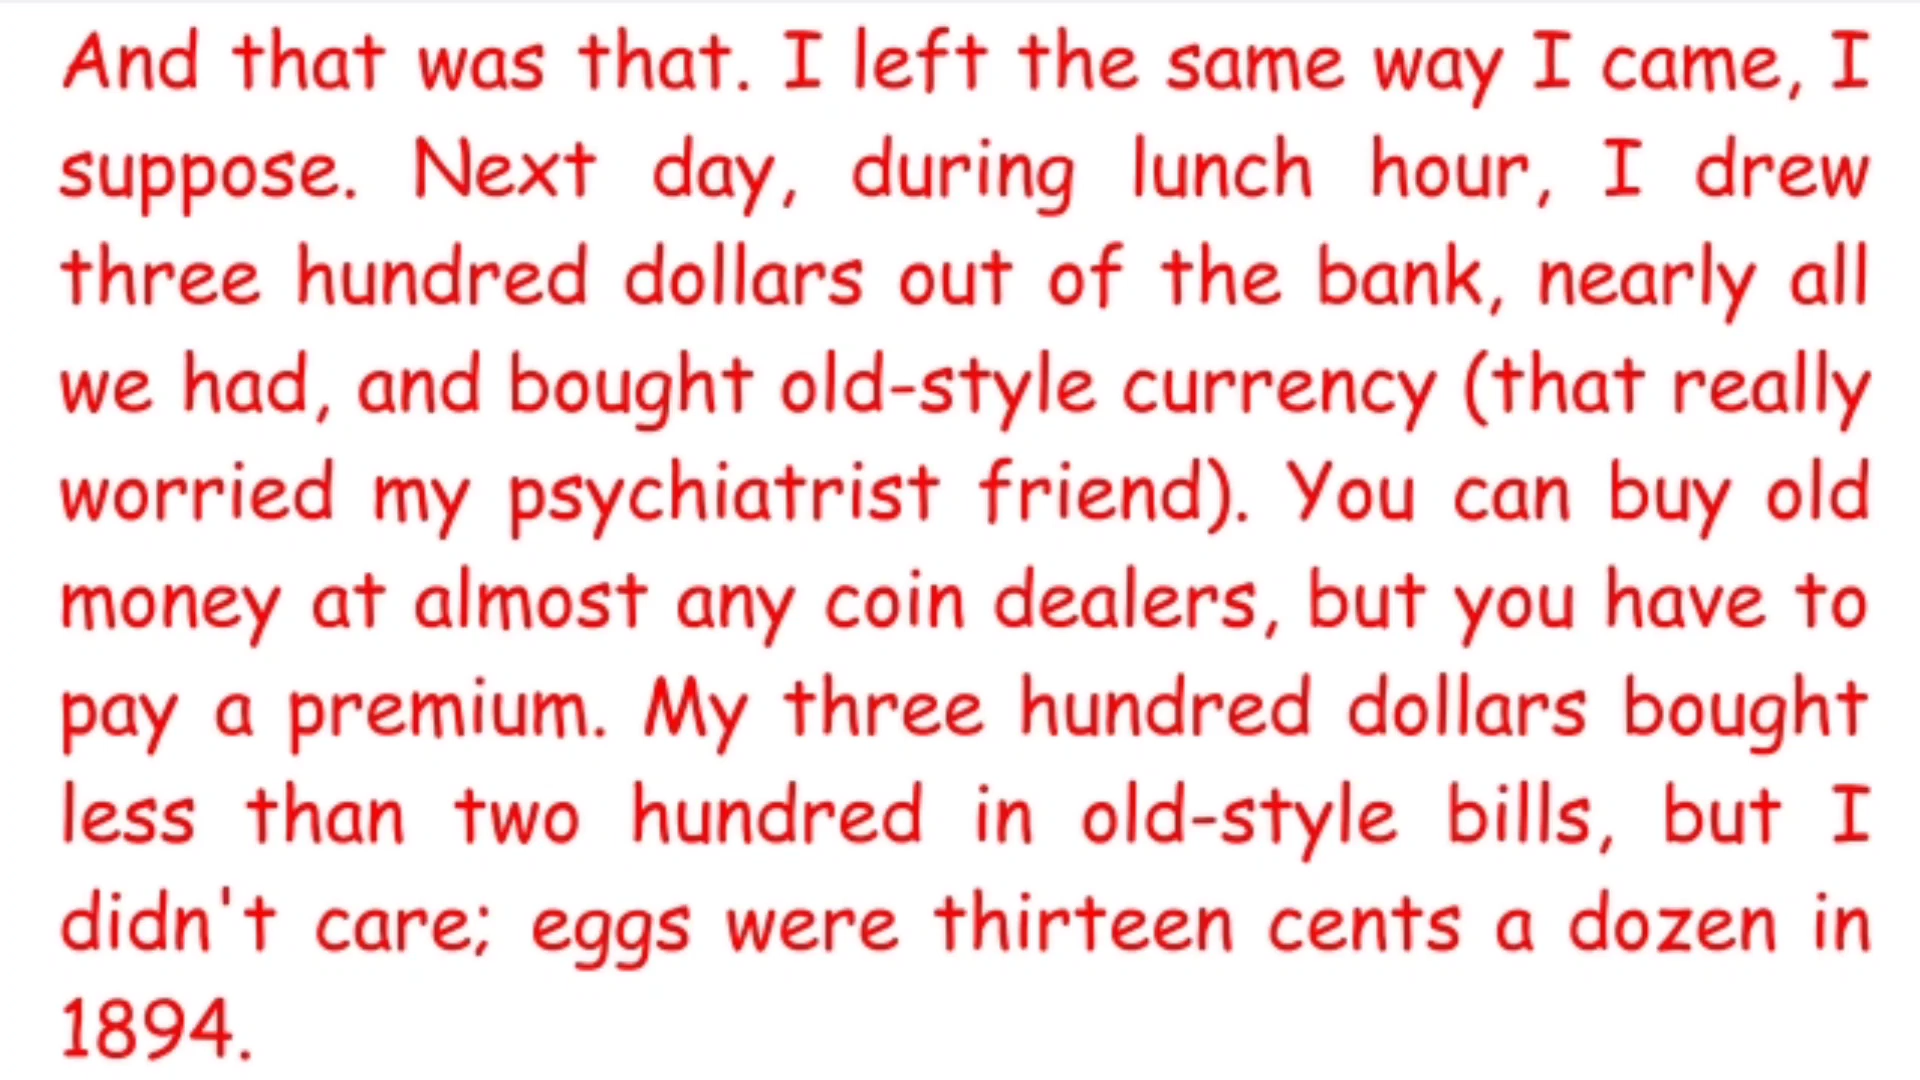 And that was that. I left the same way I came, I
suppose. Next day, during lunch hour, I drew
three hundred dollars out of the bank, nearly all
we had, and bought old-style currency (that really
worried my psychiatrist friend). You can buy old
money at almost any coin dealers, but you have to
pay a premium. My three hundred dollars bought
less than two hundred in old-style bills, but I
didn't care; eggs were thirteen cents a dozen in
1894.